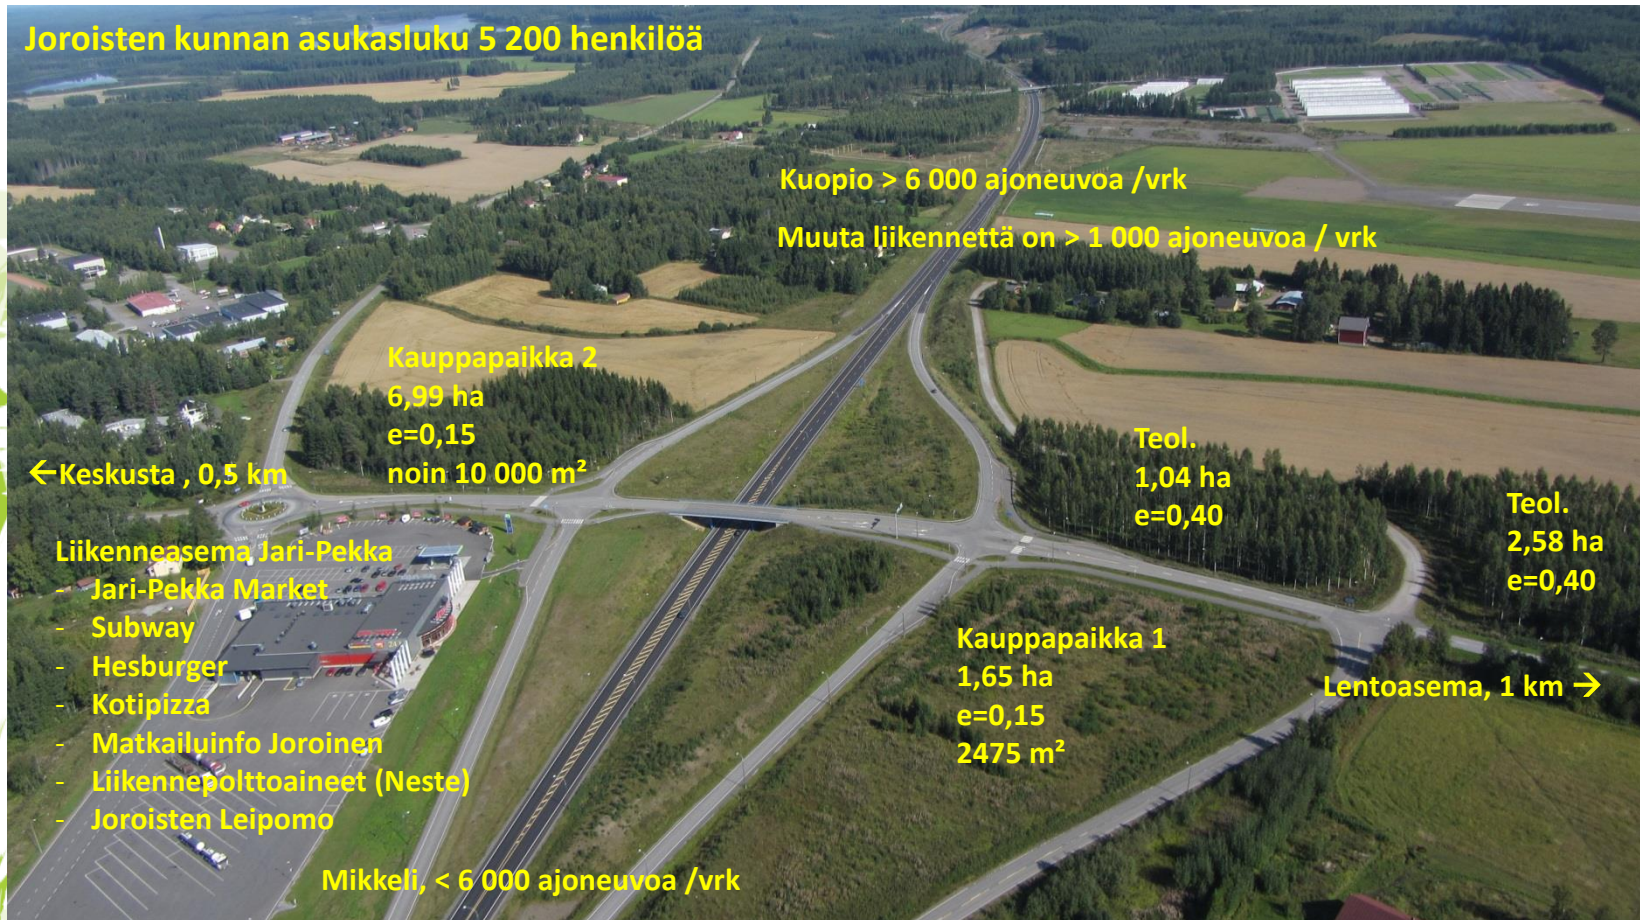 Joroisten kunnan asukasluku 5 200 henkilöä
Kuopio > 6 000 ajoneuvoa /vrk
Muuta liikennettä on > 1 000 ajoneuvoa / vrk
Kauppapaikka 2
6,99 ha
e=0,15
noin 10 000 m²
←Keskusta , 0,5 km
Teol.
1,04 ha
e=0,40
Teol.
2,58 ha
e=0,40
Liikenneasema Jari-Pekka
- Jari-Pekka Market
- Subway
- Hesburger
- Kotipizza
- Matkailuinfo Joroinen
- Liikennepolttoaineet (Neste)
- Joroisten Leipomo
Kauppapaikka 1
1,65 ha
e=0,15
2475 m²
Lentoasema, 1 km →
Mikkeli, < 6 000 ajoneuvoa /vrk